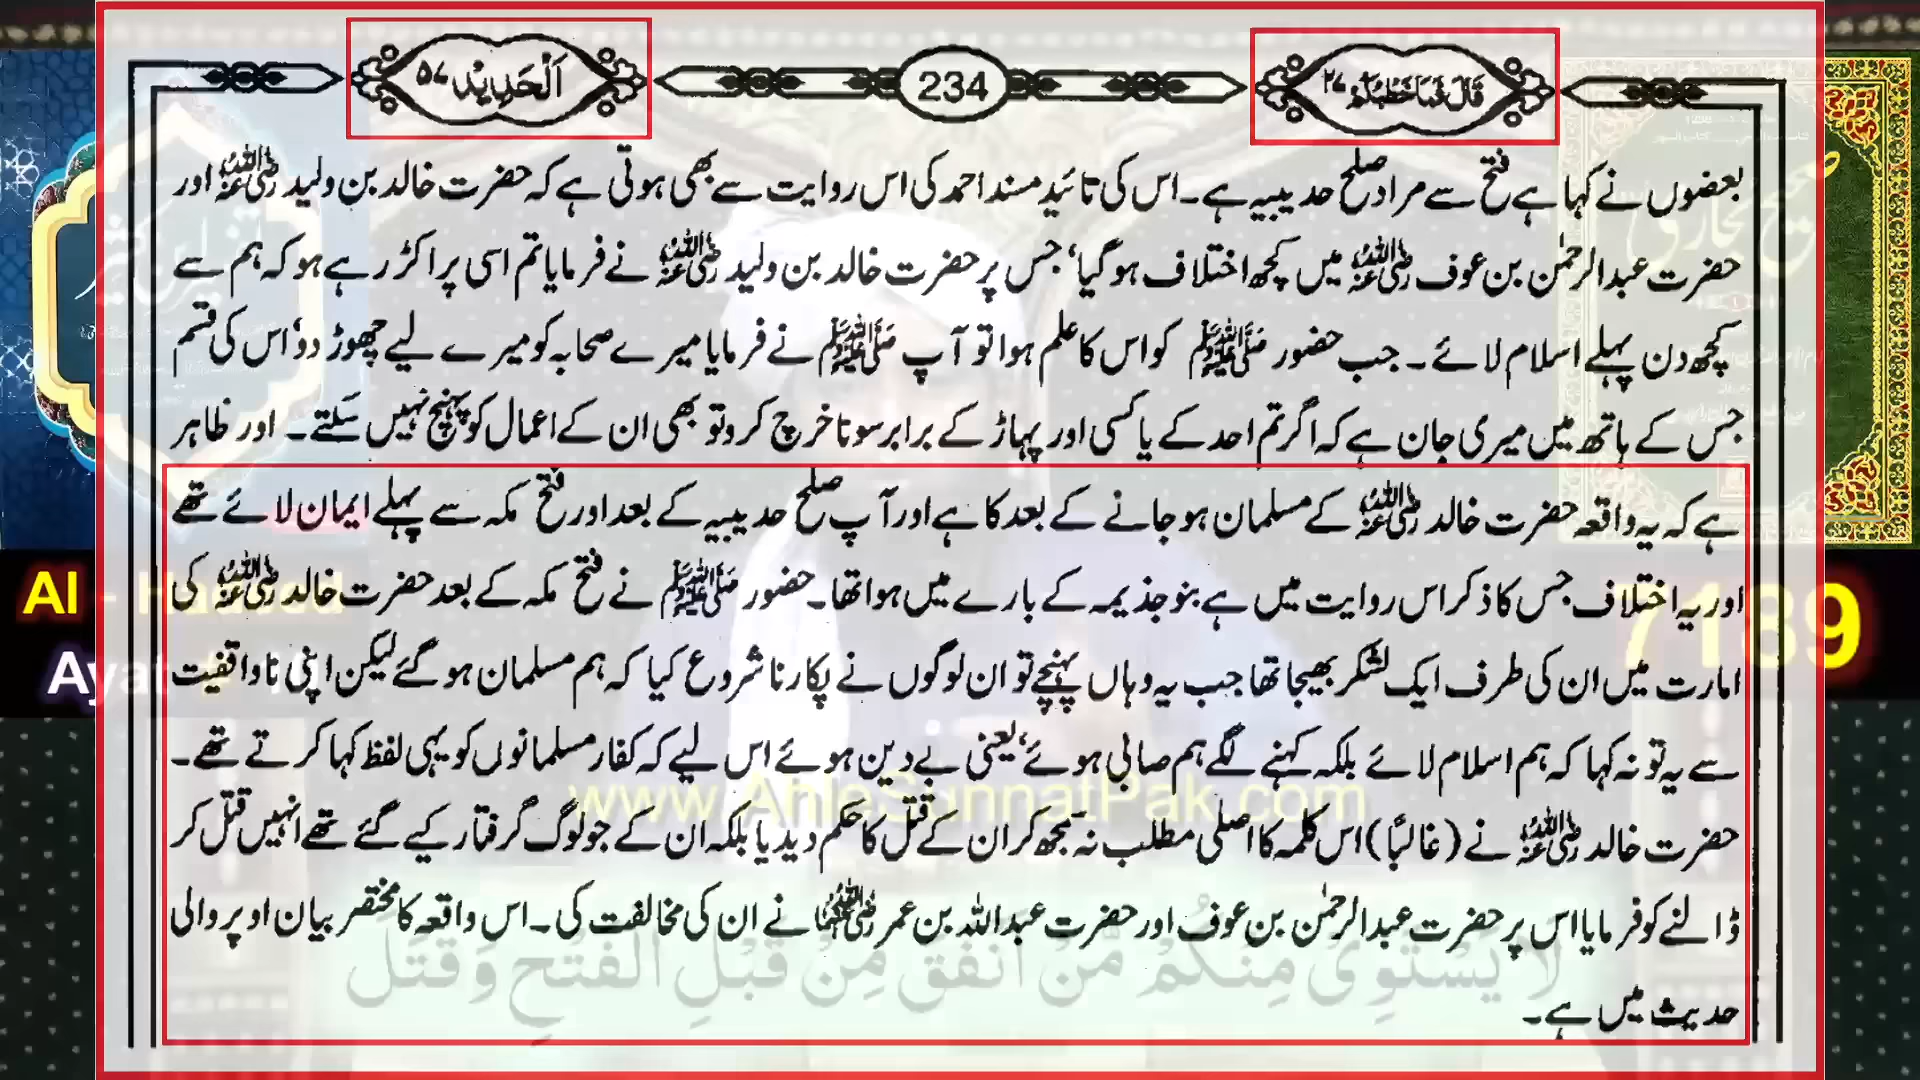 قَالَ فَمَا خَطْبُكُمْ ۲۷
234
اَلْحَدِيْد ۵۷
بعضوں نے کہا ہے فتح سے مراد صلح حدیبیہ ہے۔ اس کی تائید مسند احمد کی اس روایت سے بھی ہوتی ہے کہ حضرت خالد بن ولید رضی اللہ عنہ اور
حضرت عبدالرحمٰن بن عوف رضی اللہ عنہ میں کچھ اختلاف ہو گیا، جس پر حضرت خالد بن ولید رضی اللہ عنہ نے فرمایا تم اسی پر اکڑ رہے ہو کہ ہم سے
کچھ دن پہلے اسلام لائے۔ جب حضور صلی اللہ علیہ وسلم کو اس کا علم ہوا تو آپ صلی اللہ علیہ وسلم نے فرمایا میرے صحابہ کو میرے لیے چھوڑ دو، اس کی قسم
جس کے ہاتھ میں میری جان ہے کہ اگر تم احد کے یا کسی اور پہاڑ کے برابر سونا خرچ کرو تو بھی ان کے اعمال کو پہنچ نہیں سَکتے۔ اور ظاہر
ہے کہ یہ واقعہ حضرت خالد رضی اللہ عنہ کے مسلمان ہو جانے کے بعد کا ہے اور آپ صلح حدیبیہ کے بعد اور فتح مکہ سے پہلے ایمان لائے تھے
اور یہ اختلاف جس کا ذکر اس روایت میں ہے بنو جذیمہ کے بارے میں ہوا تھا۔ حضور صلی اللہ علیہ وسلم نے فتح مکہ کے بعد حضرت خالد رضی اللہ عنہ کی
امارت میں ان کی طرف ایک لشکر بھیجا تھا جب یہ وہاں پہنچے تو ان لوگوں نے پکارنا شروع کیا کہ ہم مسلمان ہو گئے لیکن اپنی ناواقفیت
سے یہ تو نہ کہا کہ ہم اسلام لائے بلکہ کہنے لگے ہم صابی ہوئے، یعنی بے دین ہوئے اس لیے کہ کفار مسلمانوں کو یہی لفظ کہا کرتے تھے۔
حضرت خالد رضی اللہ عنہ نے (غالبًا) اس کلمہ کا اصلی مطلب نہ سمجھ کر ان کے قتل کا حکم دیدیا بلکہ ان کے جو لوگ گرفتار کیے گئے تھے انہیں قتل کر
ڈالنے کو فرمایا اس پر حضرت عبدالرحمٰن بن عوف اور حضرت عبداللہ بن عمر رضی اللہ عنہما نے ان کی مخالفت کی۔ اس واقعہ کا مختصر بیان اوپر والی
حدیث میں ہے۔
Al - Hadeed
7189
Ayat
www.AhleSunnatPak.com
لَا يَسْتَوِى مِنكُمْ مَّنْ أَنفَقَ مِنْ قَبْلِ الْفَتْحِ وَقَتَلَ